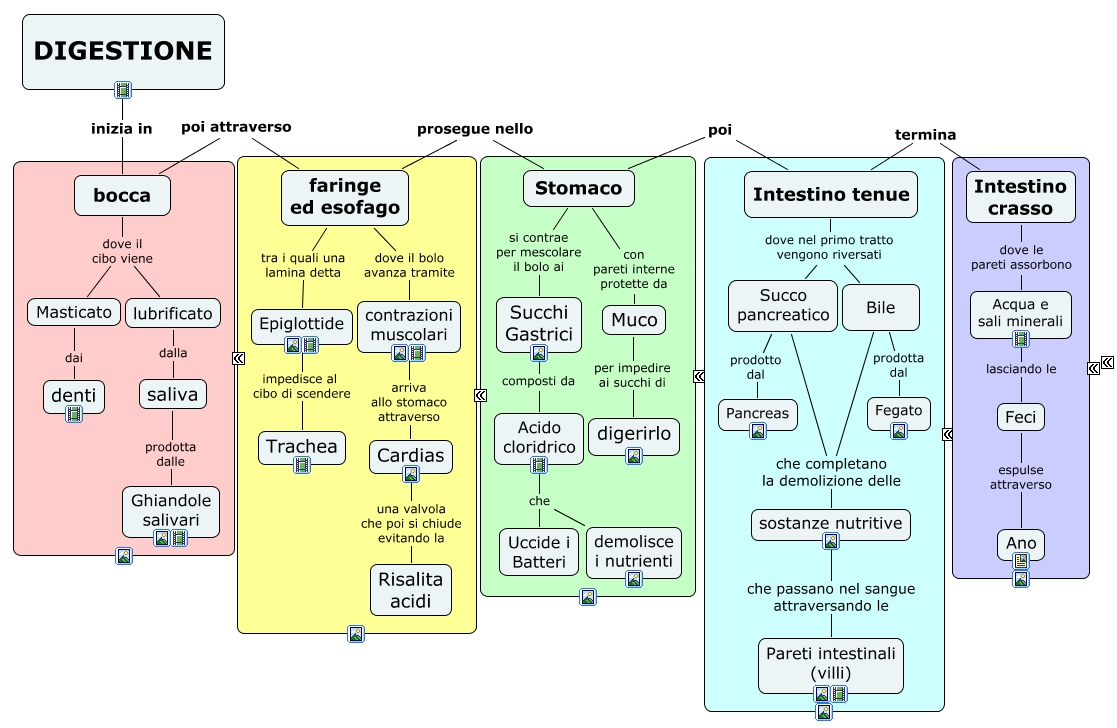 DIGESTIONE
inizia in
poi attraverso
prosegue nello
poi
termina
bocca
dove il
cibo viene
Masticato
lubrificato
dai
dalla
denti
saliva
prodotta
dalle
Ghiandole
salivari
faringe
ed esofago
tra i quali una
lamina detta
dove il bolo
avanza tramite
Epiglottide
contrazioni
muscolari
impedisce al
cibo di scendere
arriva
allo stomaco
attraverso
Trachea
Cardias
una valvola
che poi si chiude
evitando la
Risalita
acidi
Stomaco
si contrae
per mescolare
il bolo ai
con
pareti interne
protette da
Succhi
Gastrici
Muco
composti da
per impedire
ai succhi di
Acido
cloridrico
digerirlo
che
Uccide i
Batteri
demolisce
i nutrienti
Intestino tenue
dove nel primo tratto
vengono riversati
Succo
pancreatico
Bile
prodotto
dal
prodotta
dal
Pancreas
Fegato
che completano
la demolizione delle
sostanze nutritive
che passano nel sangue
attraversando le
Pareti intestinali
(villi)
Intestino
crasso
dove le
pareti assorbono
Acqua e
sali minerali
lasciando le
Feci
espulse
attraverso
Ano